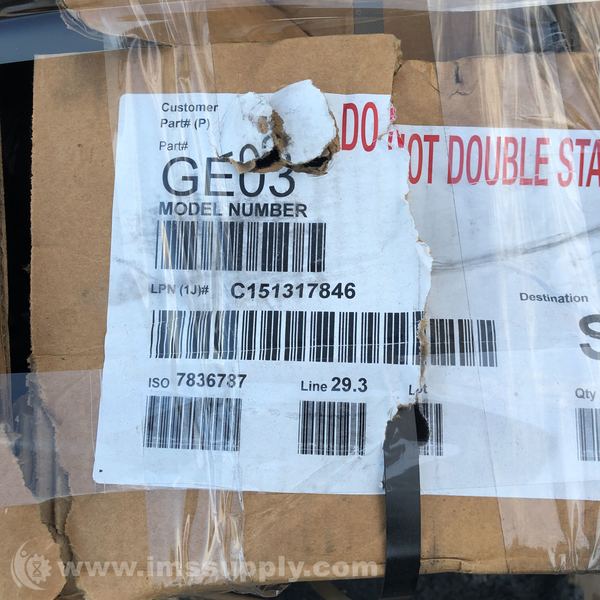 Customer
Part# (P)
Part#
DO NOT DOUBLE STA
GE03
MODEL NUMBER
LPN (1J)# C151317846
Destination
S
ISO 7836787
Line 29.3
Lot
Qty
www.imssupply.com